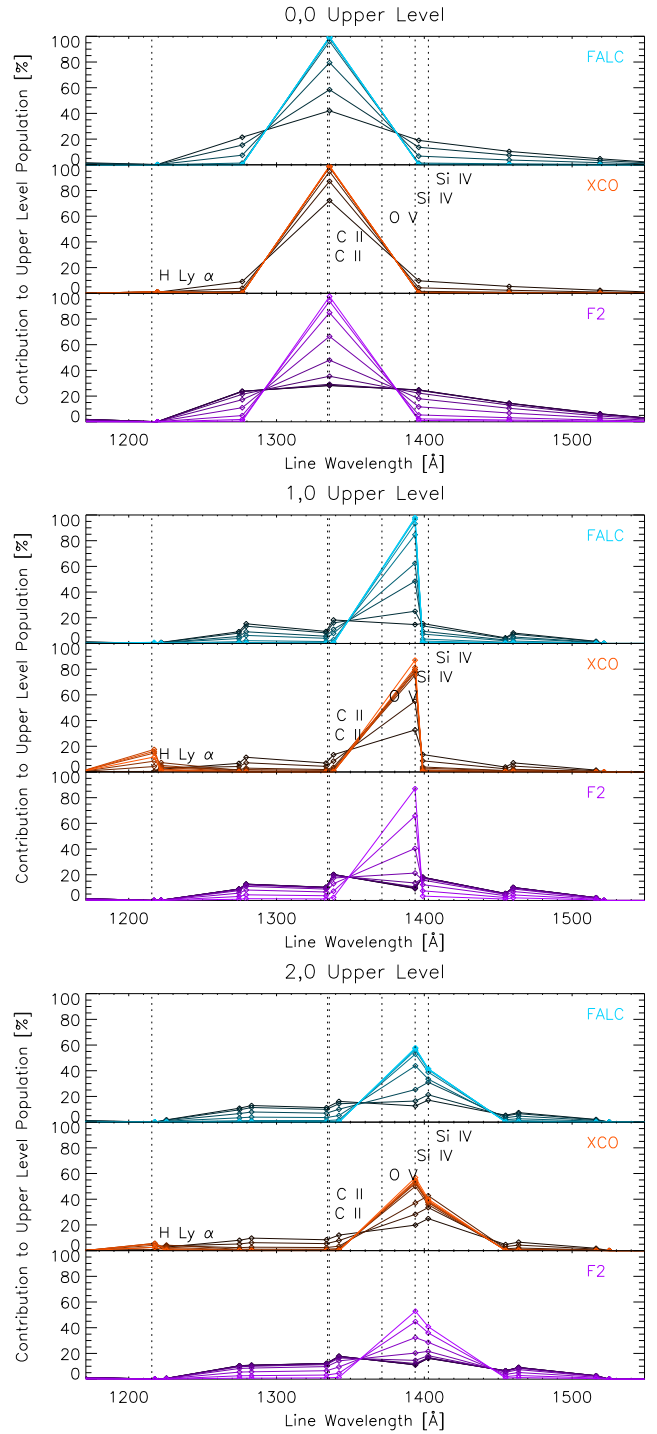 0,0 Upper Level
Contribution to Upper Level Population [%]
100
80
60
40
20
0
FALC
100
80
60
40
20
0
XCO
Si IV
Si IV
O V
C II
C II
H Ly α
100
80
60
40
20
0
F2
1200 1300 1400 1500
Line Wavelength [Å]
1,0 Upper Level
Contribution to Upper Level Population [%]
100
80
60
40
20
0
FALC
100
80
60
40
20
0
XCO
Si IV
Si IV
O V
C II
C II
H Ly α
100
80
60
40
20
0
F2
1200 1300 1400 1500
Line Wavelength [Å]
2,0 Upper Level
Contribution to Upper Level Population [%]
100
80
60
40
20
0
FALC
100
80
60
40
20
0
XCO
Si IV
Si IV
O V
C II
C II
H Ly α
100
80
60
40
20
0
F2
1200 1300 1400 1500
Line Wavelength [Å]